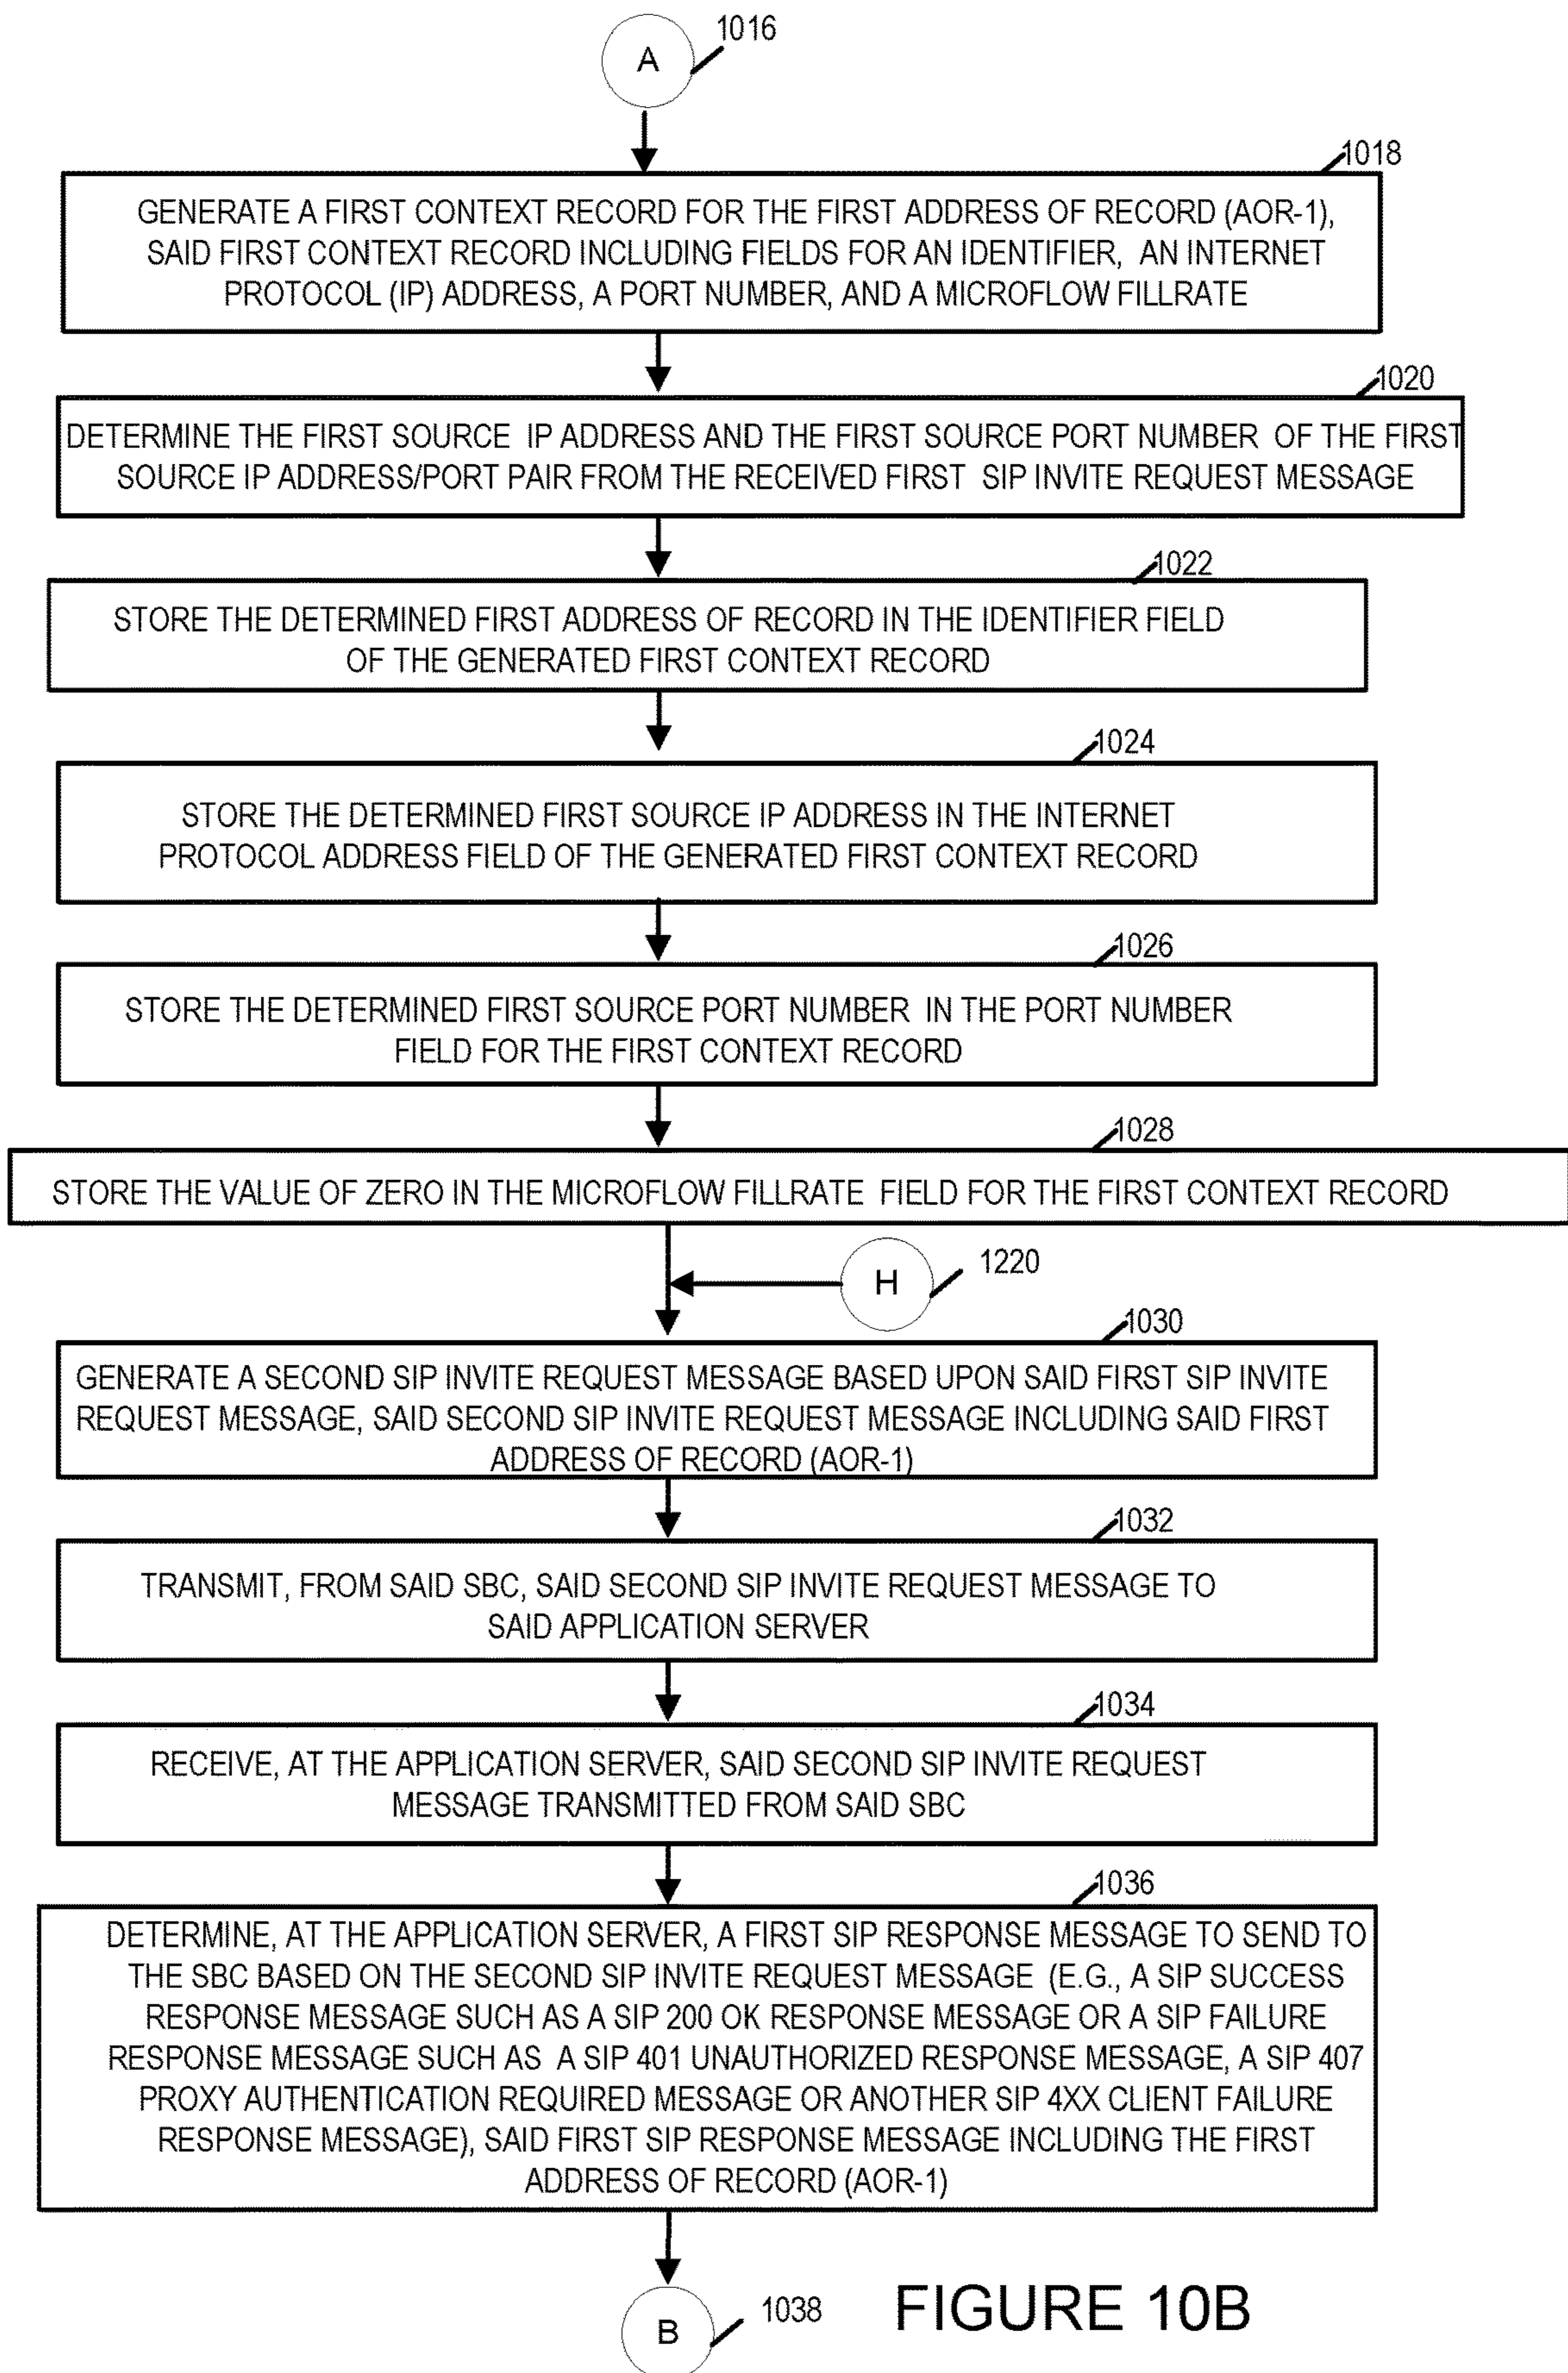 1016
A
1018
GENERATE A FIRST CONTEXT RECORD FOR THE FIRST ADDRESS OF RECORD (AOR-1),
SAID FIRST CONTEXT RECORD INCLUDING FIELDS FOR AN IDENTIFIER, AN INTERNET
PROTOCOL (IP) ADDRESS, A PORT NUMBER, AND A MICROFLOW FILLRATE
1020
DETERMINE THE FIRST SOURCE IP ADDRESS AND THE FIRST SOURCE PORT NUMBER OF THE FIRST
SOURCE IP ADDRESS/PORT PAIR FROM THE RECEIVED FIRST SIP INVITE REQUEST MESSAGE
1022
STORE THE DETERMINED FIRST ADDRESS OF RECORD IN THE IDENTIFIER FIELD
OF THE GENERATED FIRST CONTEXT RECORD
1024
STORE THE DETERMINED FIRST SOURCE IP ADDRESS IN THE INTERNET
PROTOCOL ADDRESS FIELD OF THE GENERATED FIRST CONTEXT RECORD
1026
STORE THE DETERMINED FIRST SOURCE PORT NUMBER IN THE PORT NUMBER
FIELD FOR THE FIRST CONTEXT RECORD
1028
STORE THE VALUE OF ZERO IN THE MICROFLOW FILLRATE FIELD FOR THE FIRST CONTEXT RECORD
H
1220
1030
GENERATE A SECOND SIP INVITE REQUEST MESSAGE BASED UPON SAID FIRST SIP INVITE
REQUEST MESSAGE, SAID SECOND SIP INVITE REQUEST MESSAGE INCLUDING SAID FIRST
ADDRESS OF RECORD (AOR-1)
1032
TRANSMIT, FROM SAID SBC, SAID SECOND SIP INVITE REQUEST MESSAGE TO
SAID APPLICATION SERVER
1034
RECEIVE, AT THE APPLICATION SERVER, SAID SECOND SIP INVITE REQUEST
MESSAGE TRANSMITTED FROM SAID SBC
1036
DETERMINE, AT THE APPLICATION SERVER, A FIRST SIP RESPONSE MESSAGE TO SEND TO
THE SBC BASED ON THE SECOND SIP INVITE REQUEST MESSAGE (E.G., A SIP SUCCESS
RESPONSE MESSAGE SUCH AS A SIP 200 OK RESPONSE MESSAGE OR A SIP FAILURE
RESPONSE MESSAGE SUCH AS A SIP 401 UNAUTHORIZED RESPONSE MESSAGE, A SIP 407
PROXY AUTHENTICATION REQUIRED MESSAGE OR ANOTHER SIP 4XX CLIENT FAILURE
RESPONSE MESSAGE), SAID FIRST SIP RESPONSE MESSAGE INCLUDING THE FIRST
ADDRESS OF RECORD (AOR-1)
B
1038
FIGURE 10B